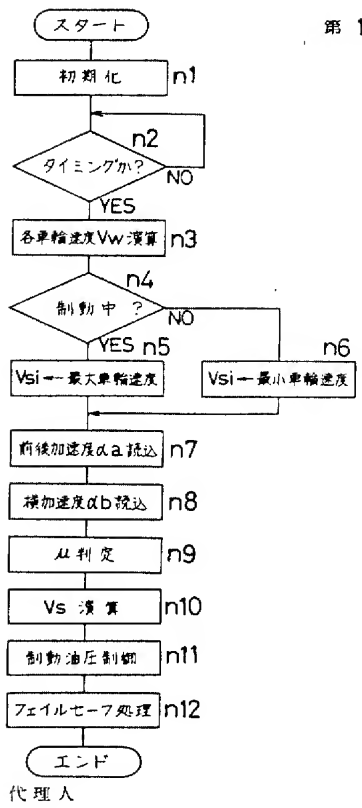 第1
スタート
初期化 n1
n2
タイミングか?
NO
YES
各車輪速度Vw演算 n3
n4
制動中?
NO
YES n5
n6
Vsi←最大車輪速度
Vsi←最小車輪速度
前後加速度αa読込 n7
横加速度αb読込 n8
μ判定 n9
Vs演算 n10
制動油圧制御 n11
フェイルセーフ処理 n12
エンド
代理人